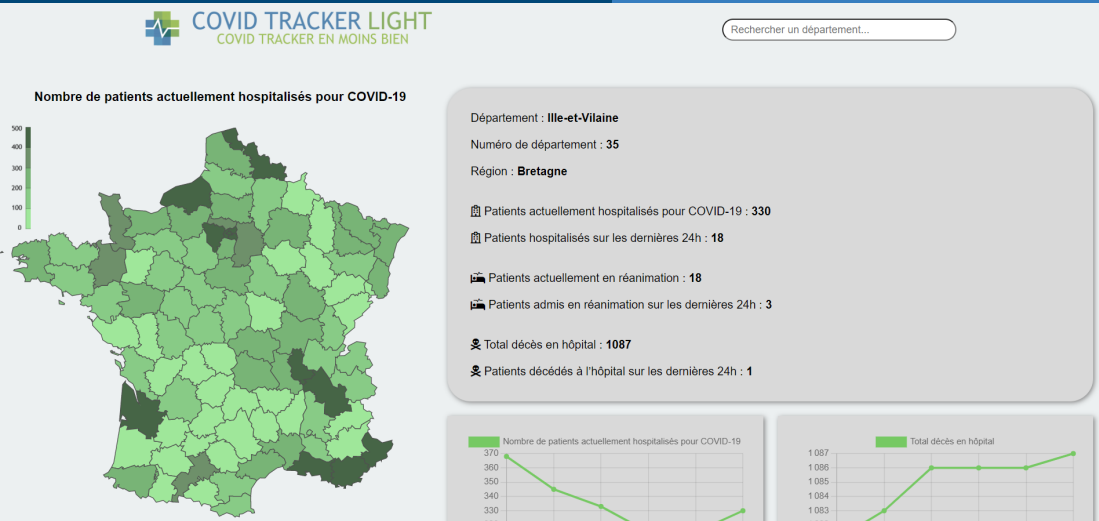 COVID TRACKER LIGHT
COVID TRACKER EN MOINS BIEN
Rechercher un département...
Nombre de patients actuellement hospitalisés pour COVID-19
500
400
300
200
100
0
Département : Ille-et-Vilaine
Numéro de département : 35
Région : Bretagne
Patients actuellement hospitalisés pour COVID-19 : 330
Patients hospitalisés sur les dernières 24h : 18
Patients actuellement en réanimation : 18
Patients admis en réanimation sur les dernières 24h : 3
Total décès en hôpital : 1087
Patients décédés à l'hôpital sur les dernières 24h : 1
Nombre de patients actuellement hospitalisés pour COVID-19
370
360
350
340
330
Total décès en hôpital
1 087
1 086
1 085
1 084
1 083